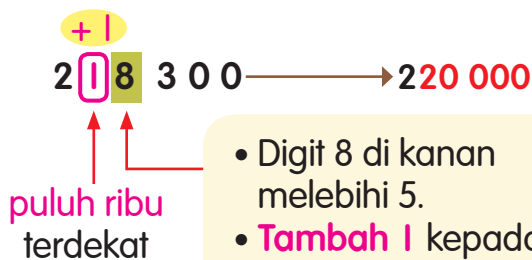 + 1
218 300 → 220 000
puluh ribu
terdekat
• Digit 8 di kanan
melebihi 5.
• Tambah 1 kepada